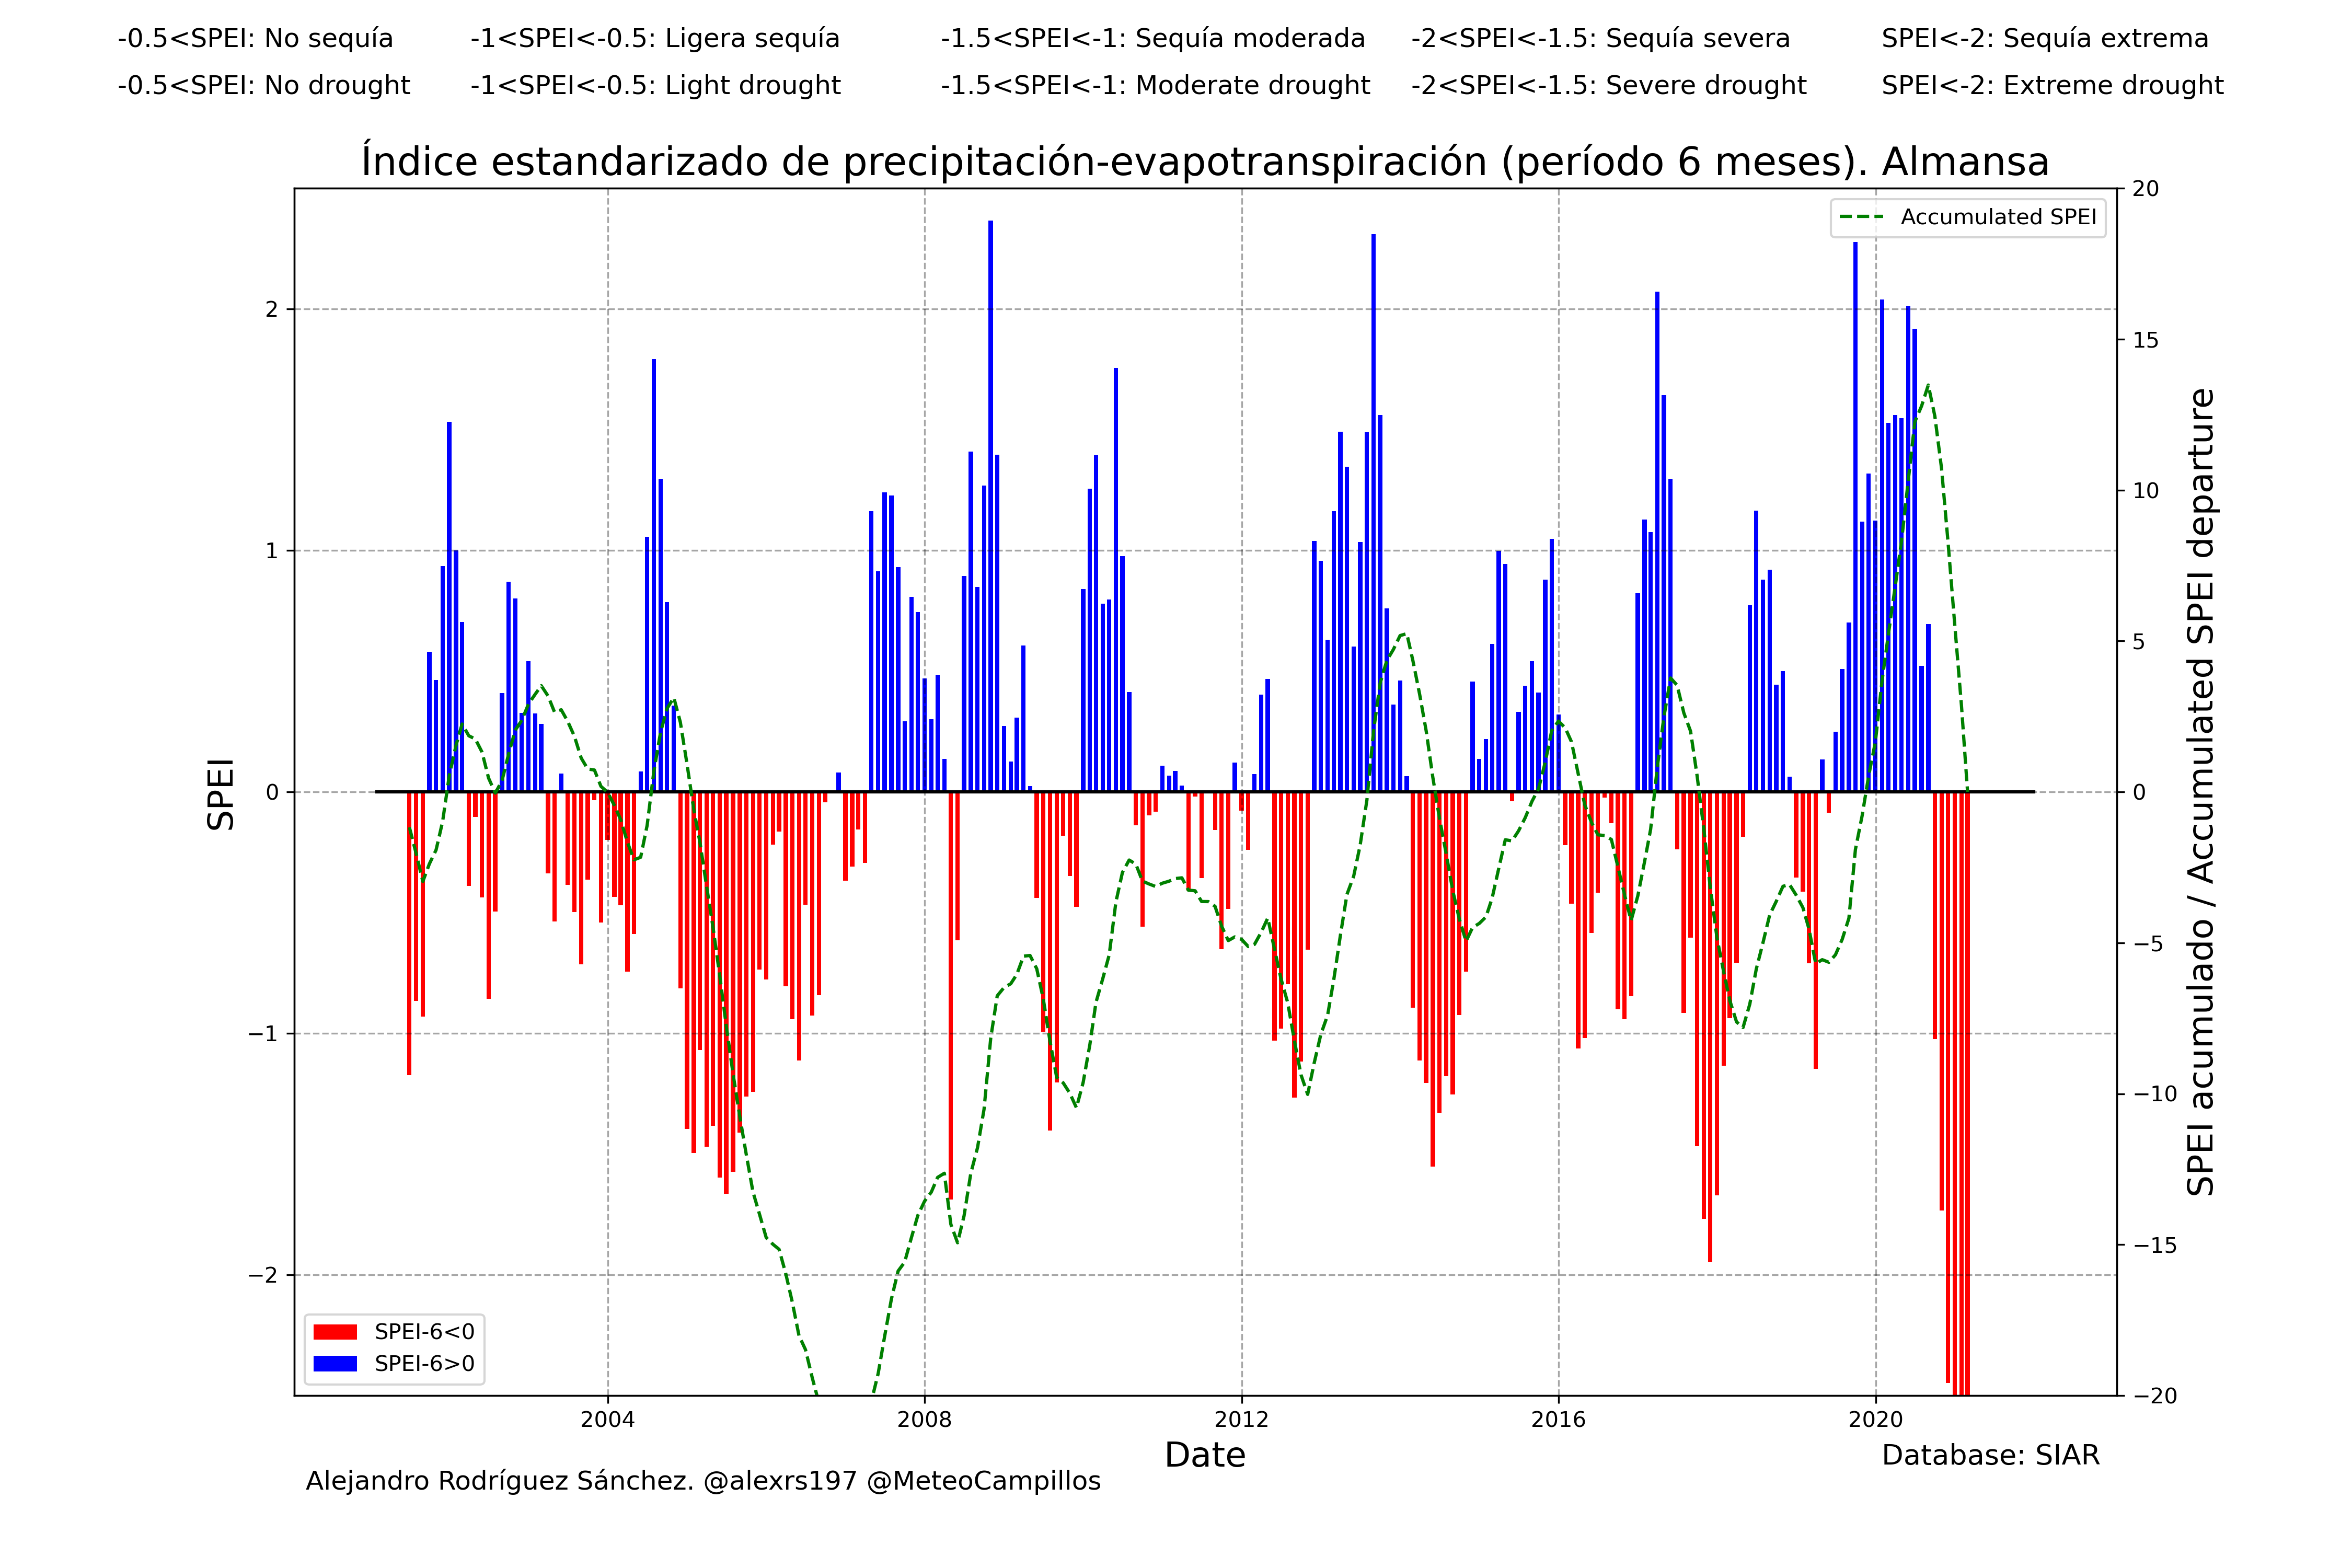 -0.5<SPEI: No sequía -1<SPEI<-0.5: Ligera sequía -1.5<SPEI<-1: Sequía moderada -2<SPEI<-1.5: Sequía severa SPEI<-2: Sequía extrema
-0.5<SPEI: No drought -1<SPEI<-0.5: Light drought -1.5<SPEI<-1: Moderate drought -2<SPEI<-1.5: Severe drought SPEI<-2: Extreme drought
Índice estandarizado de precipitación-evapotranspiración (período 6 meses). Almansa
Accumulated SPEI
SPEI
2
1
0
−1
−2
20
15
10
5
0
−5
−10
−15
−20
SPEI acumulado / Accumulated SPEI departure
SPEI-6<0
SPEI-6>0
2004 2008 2012 2016 2020
Date
Database: SIAR
Alejandro Rodríguez Sánchez. @alexrs197 @MeteoCampillos